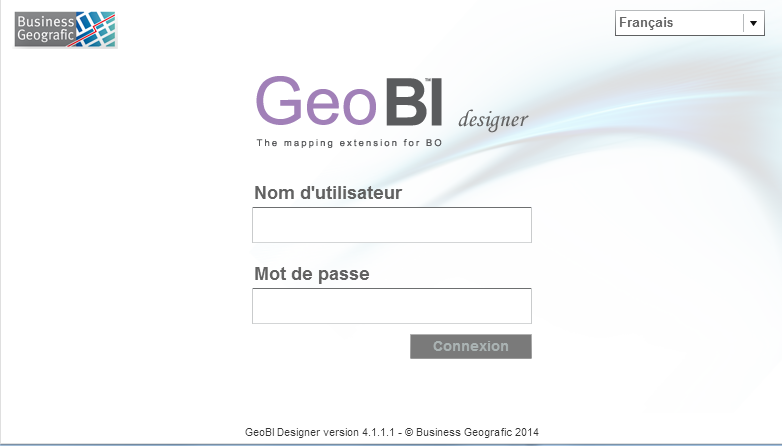 Business
Geografic
Français
GeoBI™ designer
The mapping extension for BO
Nom d'utilisateur
Mot de passe
Connexion
GeoBI Designer version 4.1.1.1 - © Business Geografic 2014